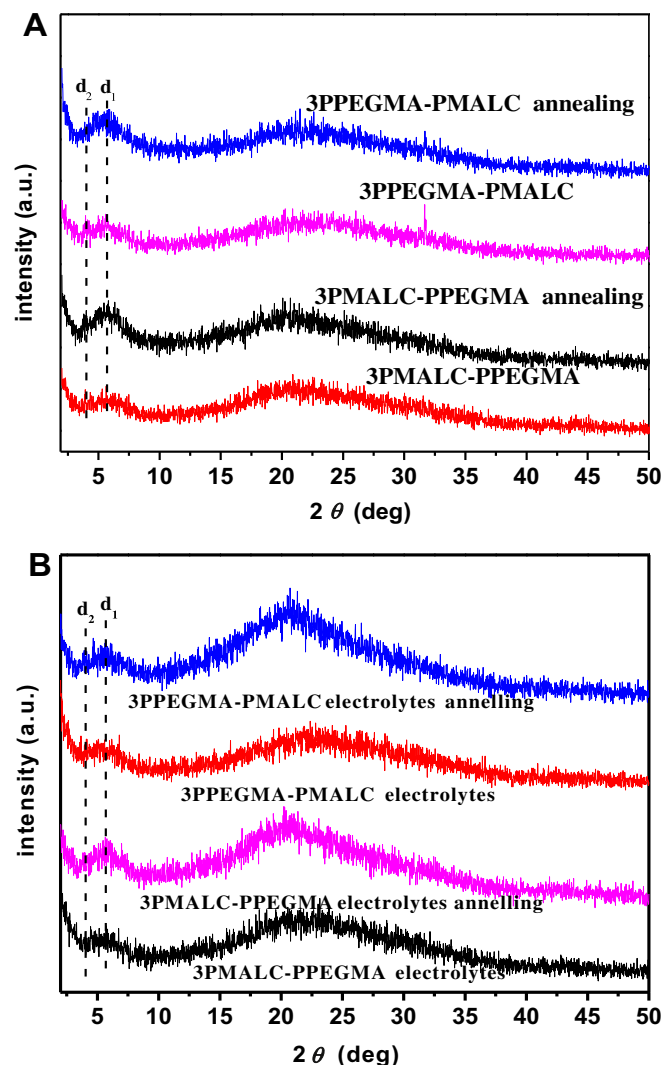 A
d2 d1
3PPEGMA-PMALC annealing
3PPEGMA-PMALC
3PMALC-PPEGMA annealing
3PMALC-PPEGMA
intensity (a.u.)
5 10 15 20 25 30 35 40 45 50
2 θ (deg)
B
d2 d1
3PPEGMA-PMALC electrolytes annelling
3PPEGMA-PMALC electrolytes
3PMALC-PPEGMA electrolytes annelling
3PMALC-PPEGMA electrolytes
intensity (a.u.)
5 10 15 20 25 30 35 40 45 50
2 θ (deg)